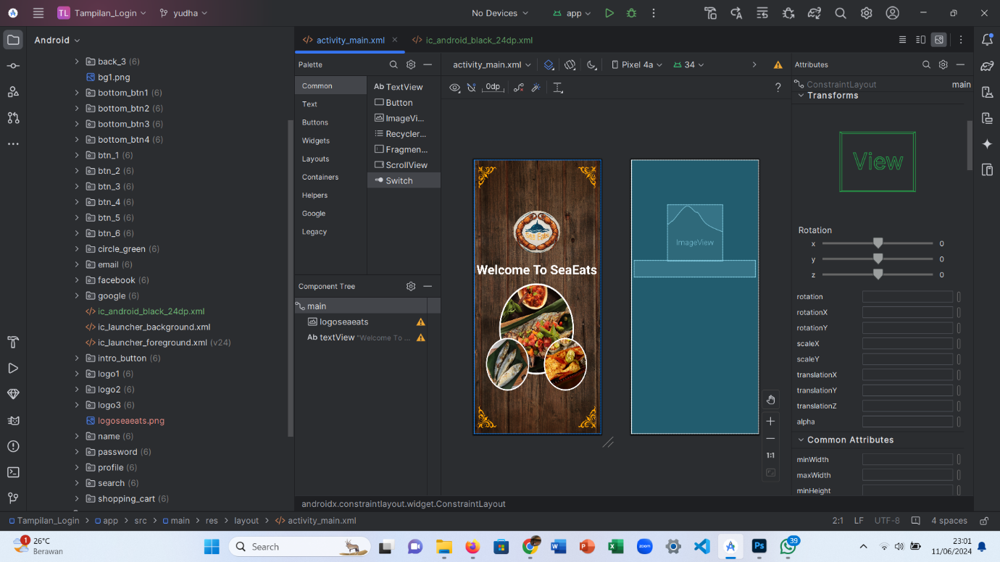 TL Tampilan_Login
yudha
No Devices
app
Android
back_3 (6)
bg1.png
bottom_btn1 (6)
bottom_btn2 (6)
bottom_btn3 (6)
bottom_btn4 (6)
btn_1 (6)
btn_2 (6)
btn_3 (6)
btn_4 (6)
btn_5 (6)
btn_6 (6)
circle_green (6)
email (6)
facebook (6)
google (6)
ic_android_black_24dp.xml
ic_launcher_background.xml
ic_launcher_foreground.xml (v24)
intro_button (6)
logo1 (6)
logo2 (6)
logo3 (6)
logoseaeats.png
name (6)
password (6)
profile (6)
search (6)
shopping_cart (6)
activity_main.xml
ic_android_black_24dp.xml
Palette
Common
Text
Buttons
Widgets
Layouts
Containers
Helpers
Google
Legacy
Ab TextView
Button
ImageVi...
Recycler...
Fragmen...
ScrollView
Switch
Component Tree
main
logoseaeats
Ab textView "Welcome To ...
activity_main.xml
Pixel 4a
34
0dp
?
Sea Eats
Welcome To SeaEats
ImageView
1:1
Attributes
ConstraintLayout main
Transforms
View
Rotation
x 0
y 0
z 0
rotation
rotationX
rotationY
scaleX
scaleY
translationX
translationY
translationZ
alpha
Common Attributes
minWidth
maxWidth
minHeight
androidx.constraintlayout.widget.ConstraintLayout
Tampilan_Login > app > src > main > res > layout > activity_main.xml
2:1 LF UTF-8 4 spaces
1
26°C
Berawan
Search
zoom
Ps
39
23:01
11/06/2024